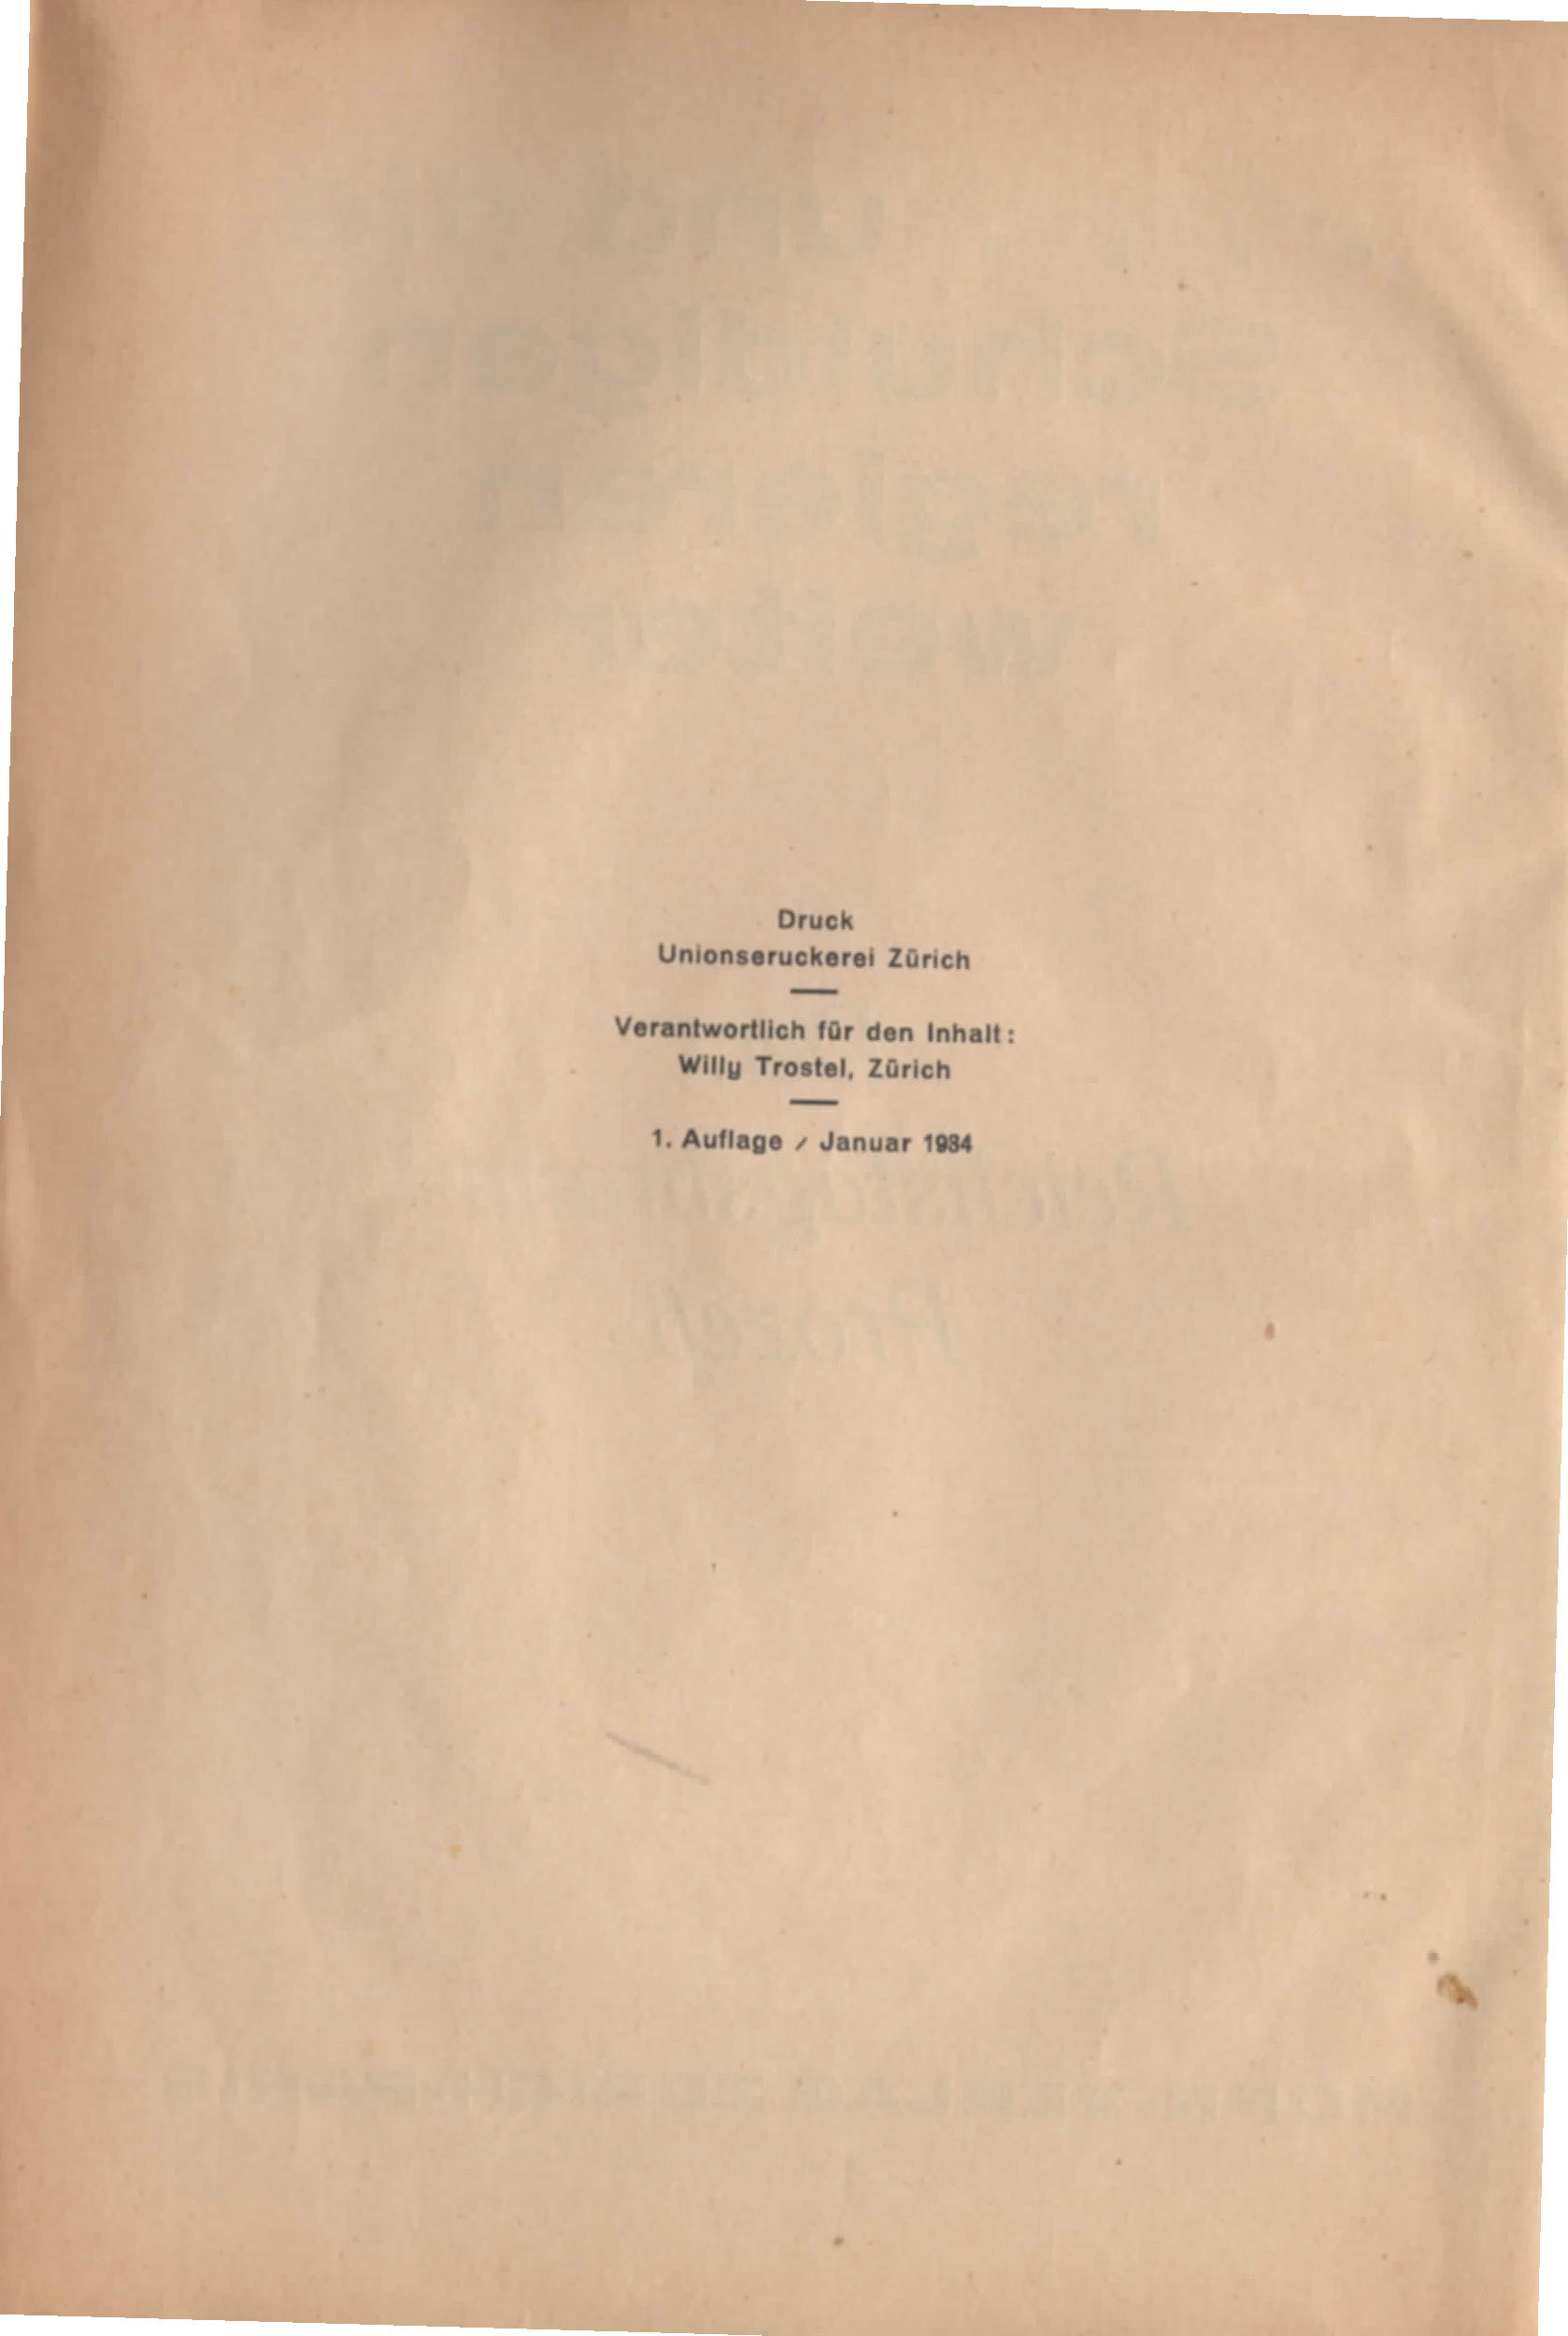 Druck
Unionseruckerei Zürich
Verantwortlich für den Inhalt:
Willy Trostel, Zürich
1. Auflage / Januar 1934